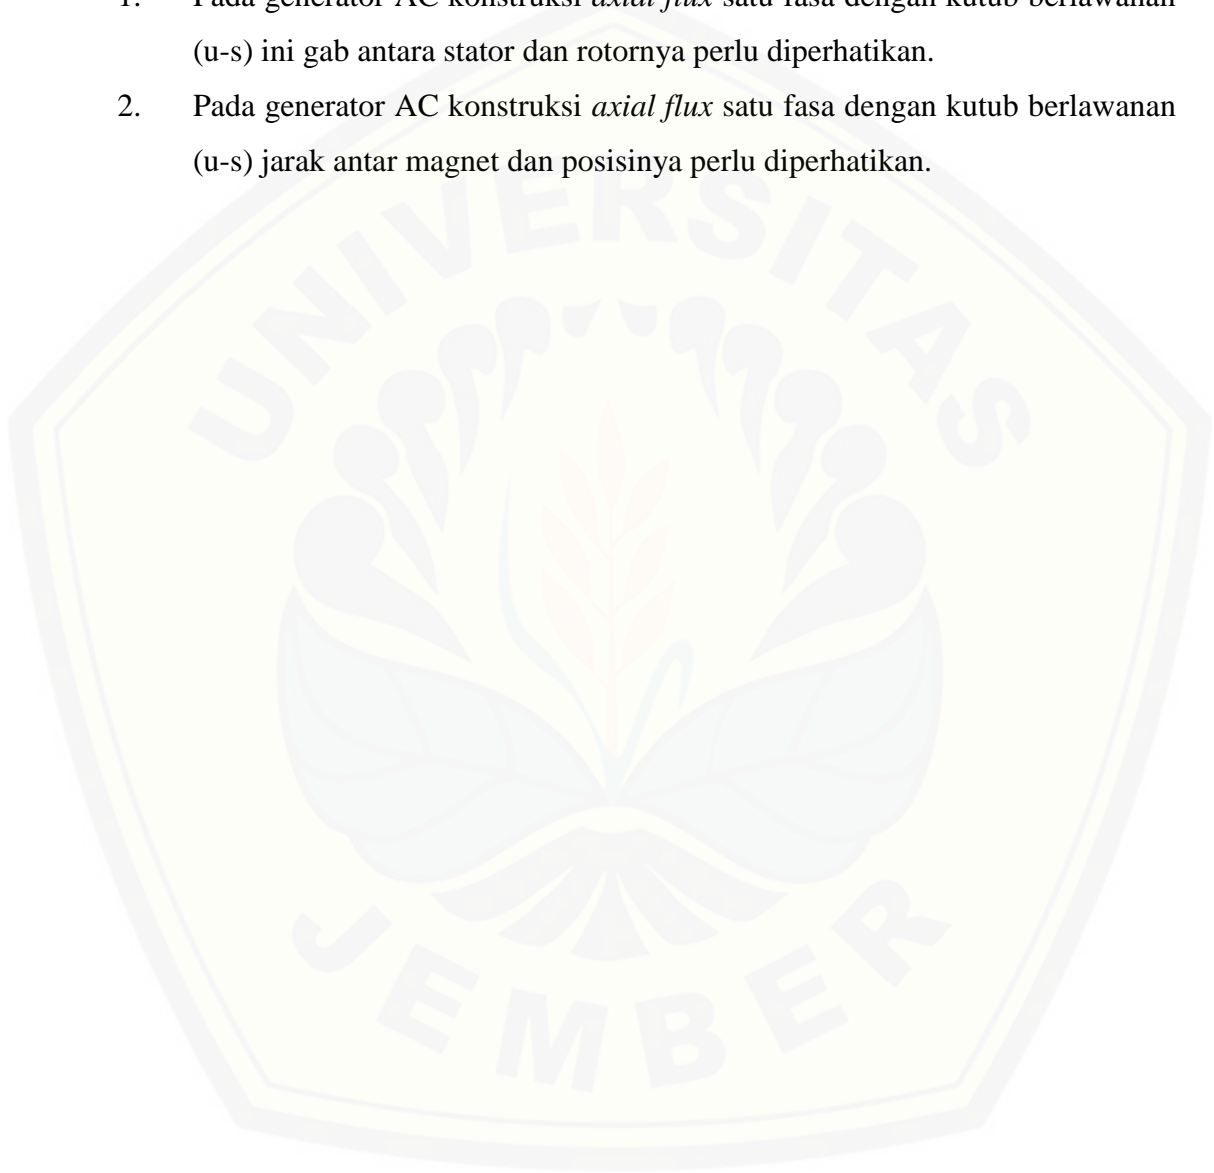 1. Pada generator AC konstruksi axial flux satu fasa dengan kutub berlawanan
(u-s) ini gab antara stator dan rotornya perlu diperhatikan.
2. Pada generator AC konstruksi axial flux satu fasa dengan kutub berlawanan
(u-s) jarak antar magnet dan posisinya perlu diperhatikan.
UNIVERSITAS
JEMBER